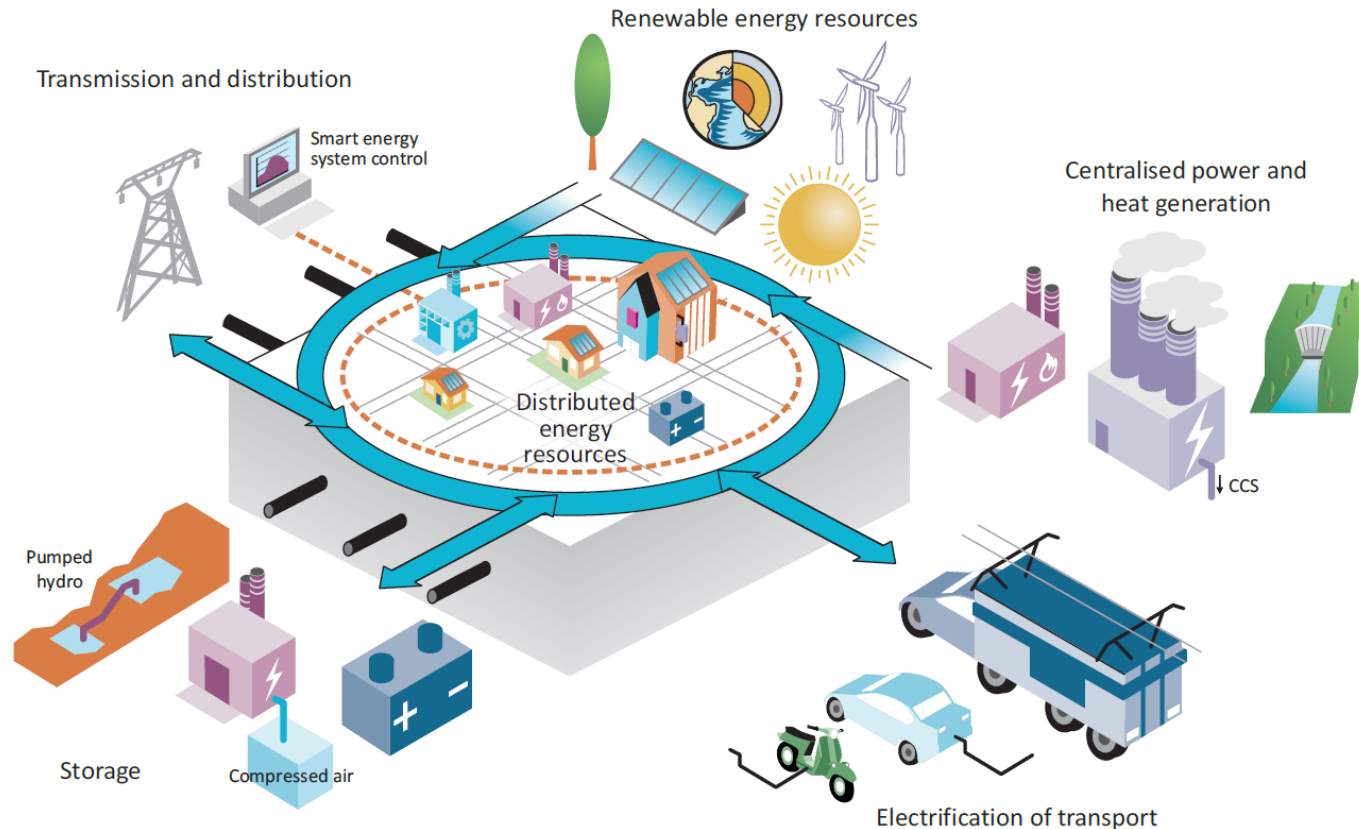 Renewable energy resources
Transmission and distribution
Smart energy
system control
Centralised power and
heat generation
Distributed
energy
resources
+ -
CCS
Pumped
hydro
+ -
Storage
Compressed air
Electrification of transport